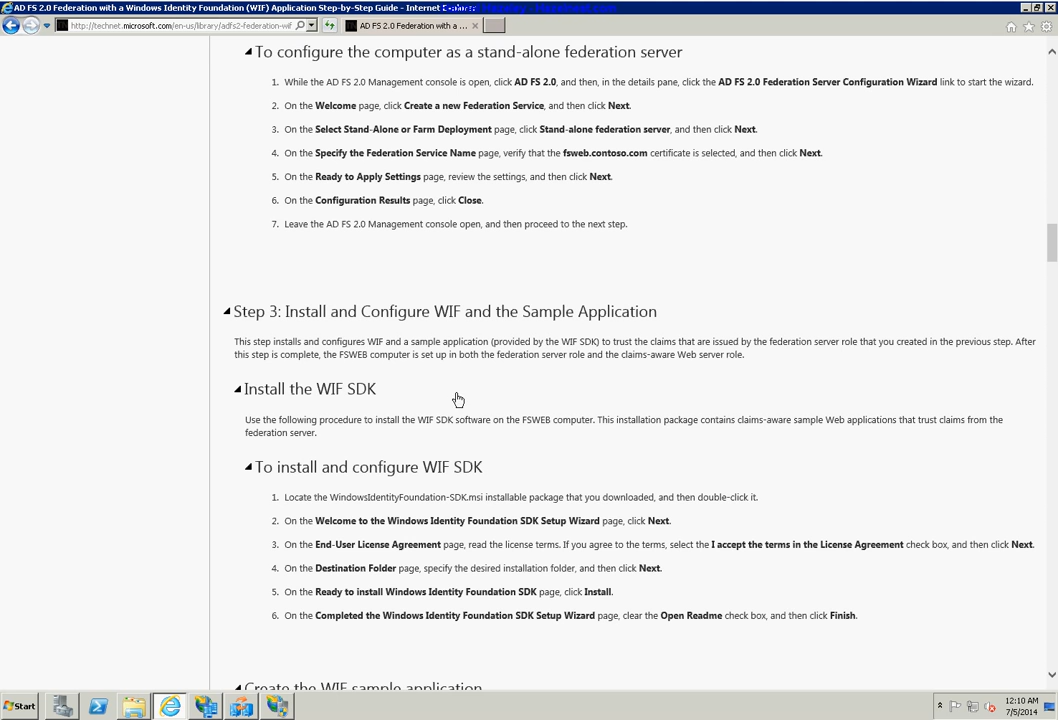 AD FS 2.0 Federation with a Windows Identity Foundation (WIF) Application Step-by-Step Guide - Internet
http://technet.microsoft.com/en-us/library/adfs2-federation-wif
AD FS 2.0 Federation with a ...
To configure the computer as a stand-alone federation server
1. While the AD FS 2.0 Management console is open, click AD FS 2.0, and then, in the details pane, click the AD FS 2.0 Federation Server Configuration Wizard link to start the wizard.
2. On the Welcome page, click Create a new Federation Service, and then click Next.
3. On the Select Stand-Alone or Farm Deployment page, click Stand-alone federation server, and then click Next.
4. On the Specify the Federation Service Name page, verify that the fsweb.contoso.com certificate is selected, and then click Next.
5. On the Ready to Apply Settings page, review the settings, and then click Next.
6. On the Configuration Results page, click Close.
7. Leave the AD FS 2.0 Management console open, and then proceed to the next step.
Step 3: Install and Configure WIF and the Sample Application
This step installs and configures WIF and a sample application (provided by the WIF SDK) to trust the claims that are issued by the federation server role that you created in the previous step. After
this step is complete, the FSWEB computer is set up in both the federation server role and the claims-aware Web server role.
Install the WIF SDK
Use the following procedure to install the WIF SDK software on the FSWEB computer. This installation package contains claims-aware sample Web applications that trust claims from the
federation server.
To install and configure WIF SDK
1. Locate the WindowsIdentityFoundation-SDK.msi installable package that you downloaded, and then double-click it.
2. On the Welcome to the Windows Identity Foundation SDK Setup Wizard page, click Next.
3. On the End-User License Agreement page, read the license terms. If you agree to the terms, select the I accept the terms in the License Agreement check box, and then click Next.
4. On the Destination Folder page, specify the desired installation folder, and then click Next.
5. On the Ready to install Windows Identity Foundation SDK page, click Install.
6. On the Completed the Windows Identity Foundation SDK Setup Wizard page, clear the Open Readme check box, and then click Finish.
Create the WIF sample application
Start
12:10 AM
7/5/2014